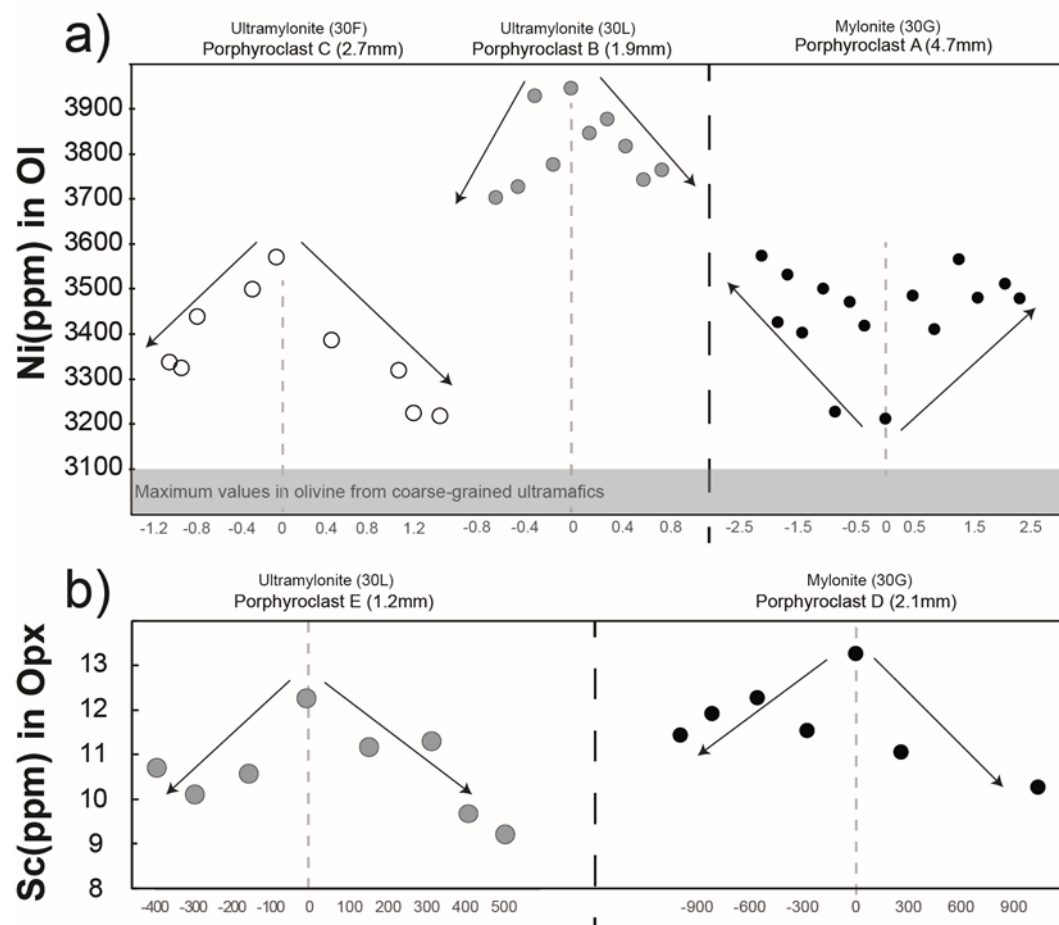 a)
Ultramylonite (30F)
Porphyroclast C (2.7mm)
Ultramylonite (30L)
Porphyroclast B (1.9mm)
Mylonite (30G)
Porphyroclast A (4.7mm)
Ni(ppm) in Ol
3900
3800
3700
3600
3500
3400
3300
3200
3100
Maximum values in olivine from coarse-grained ultramafics
-1.2 -0.8 0 0.4 0.8 1.2 -0.8 -0.4 0 0.4 0.8 -2.5 -1.5 -0.5 0 0.5 1.5 2.5
b)
Ultramylonite (30L)
Porphyroclast E (1.2mm)
Mylonite (30G)
Porphyroclast D (2.1mm)
Sc(ppm) in Opx
13
12
11
10
9
8
-400 -300 -200 -100 0 100 200 300 400 500 -900 -600 -300 0 300 600 900